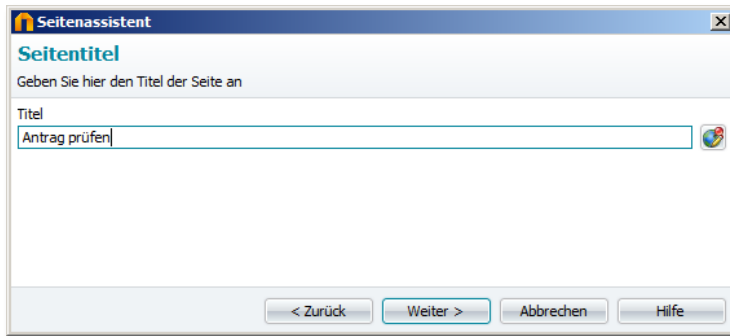 Seitenassistent
Seitentitel
Geben Sie hier den Titel der Seite an
Titel
Antrag prüfen
< Zurück Weiter > Abbrechen Hilfe